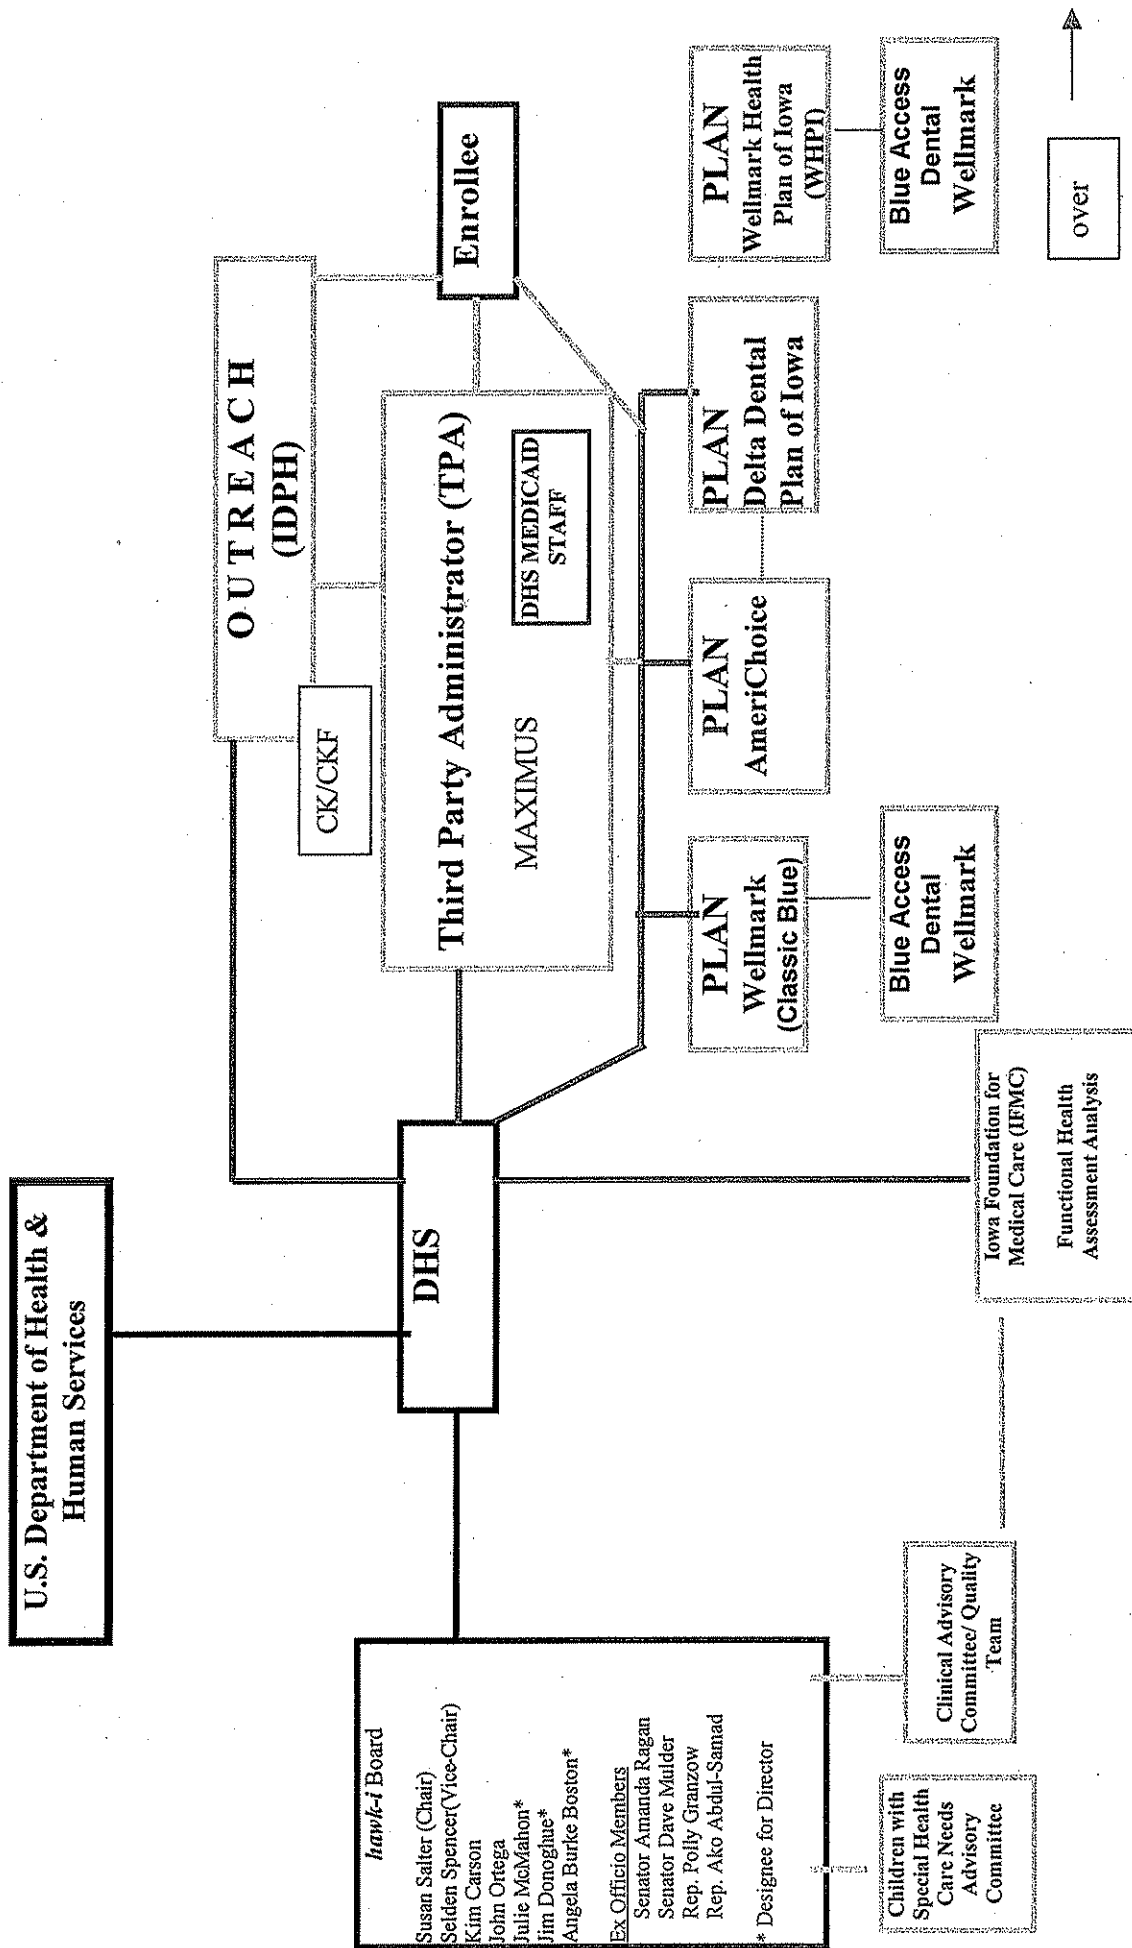 U.S. Department of Health &
Human Services
hawk-i Board
Susan Salter (Chair)
Selden Spencer(Vice-Chair)
Kim Carson
John Ortega
Julie McMahon*
Jim Donoghue*
Angela Burke Boston*
Ex Officio Members
Senator Amanda Ragan
Senator Dave Mulder
Rep. Polly Granzow
Rep. Ako Abdul-Samad
* Designee for Director
DHS
OUTREACH
(IDPH)
CK/CKF
Third Party Administrator (TPA)
MAXIMUS
DHS MEDICAID
STAFF
Enrollee
PLAN
Wellmark
(Classic Blue)
PLAN
AmeriChoice
PLAN
Delta Dental
Plan of Iowa
PLAN
Wellmark Health
Plan of Iowa
(WHPI)
Blue Access
Dental
Wellmark
Blue Access
Dental
Wellmark
Children with
Special Health
Care Needs
Advisory
Committee
Clinical Advisory
Committee/ Quality
Team
Iowa Foundation for
Medical Care (IFMC)
Functional Health
Assessment Analysis
over